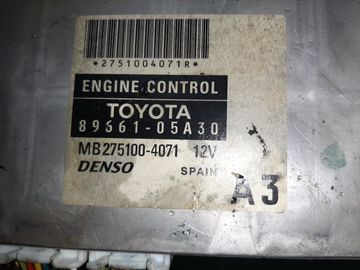 *2751004071R*
ENGINE CONTROL
TOYOTA
89661-05A30
MB275100-4071 12V
DENSO SPAIN
A3